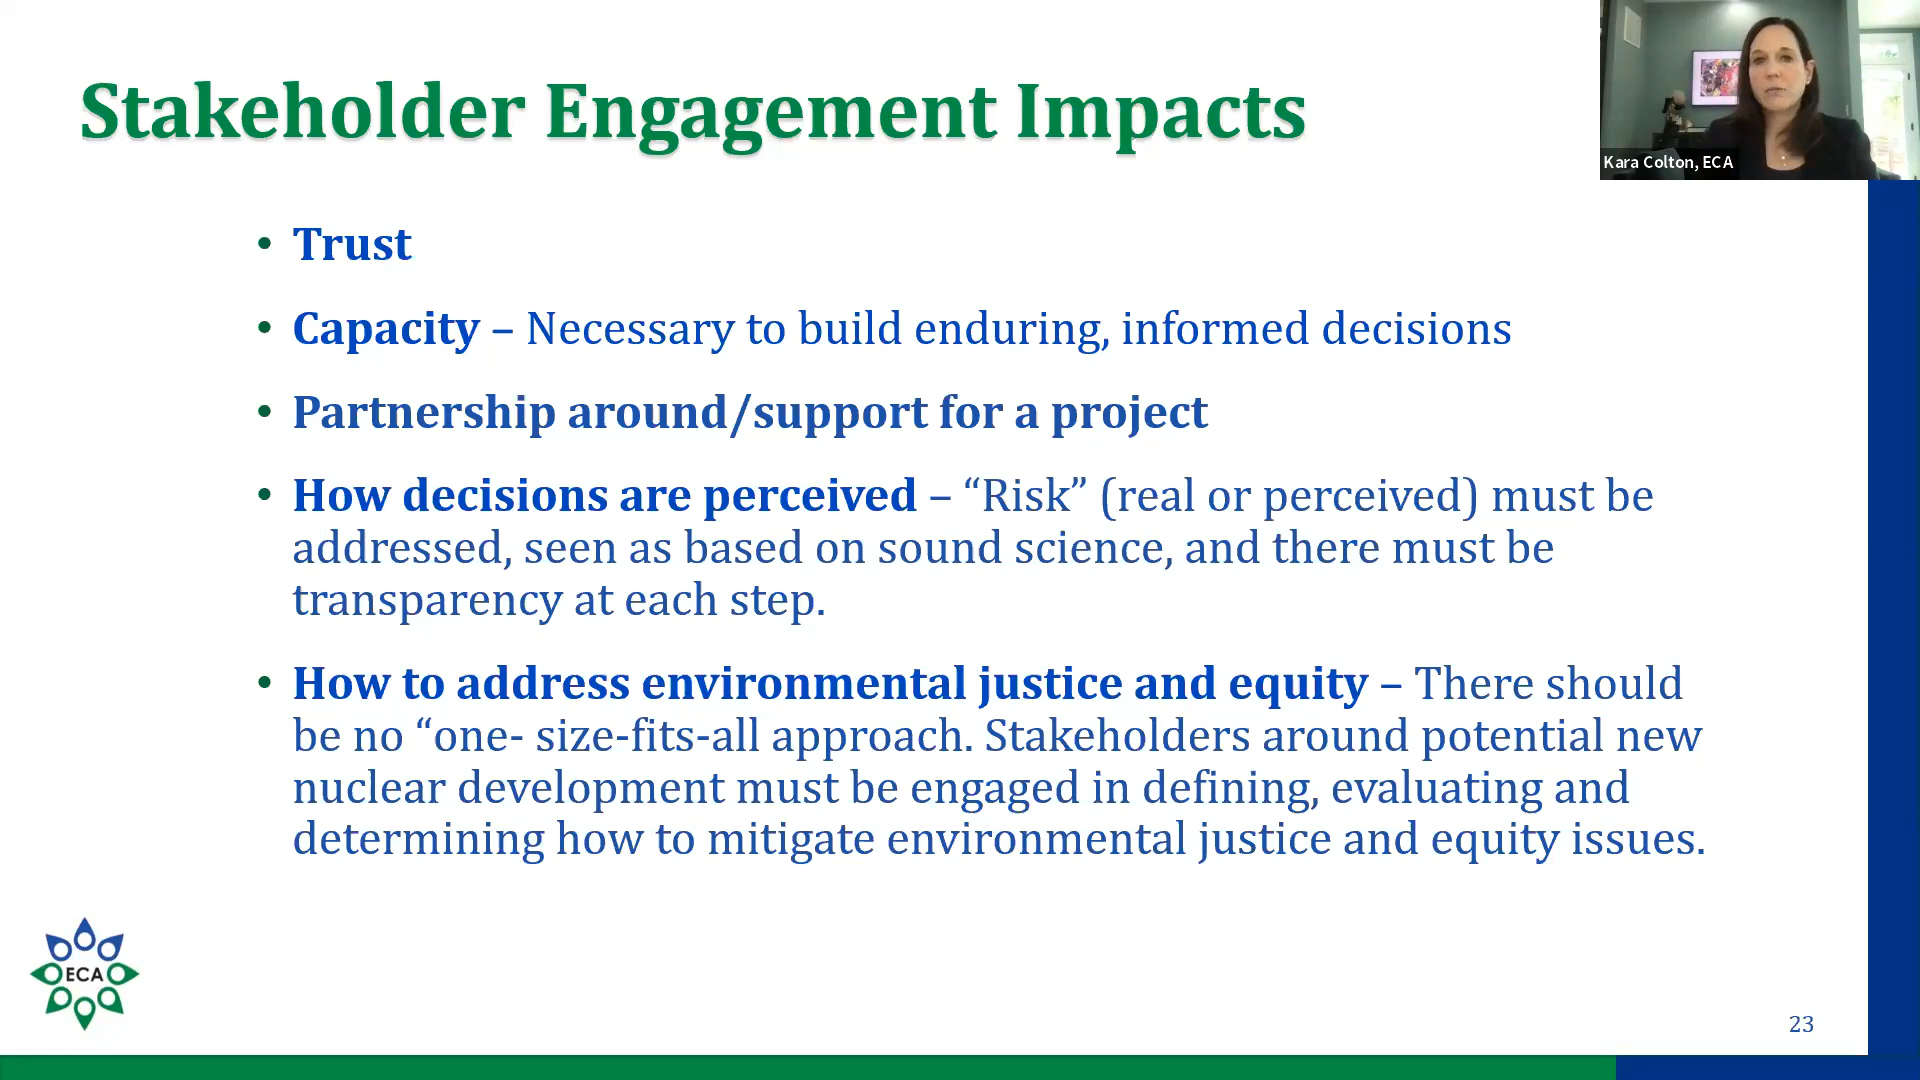 Stakeholder Engagement Impacts
Kara Colton, ECA
• Trust
• Capacity – Necessary to build enduring, informed decisions
• Partnership around/support for a project
• How decisions are perceived – “Risk” (real or perceived) must be
addressed, seen as based on sound science, and there must be
transparency at each step.
• How to address environmental justice and equity – There should
be no “one- size-fits-all approach. Stakeholders around potential new
nuclear development must be engaged in defining, evaluating and
determining how to mitigate environmental justice and equity issues.
ECA
23